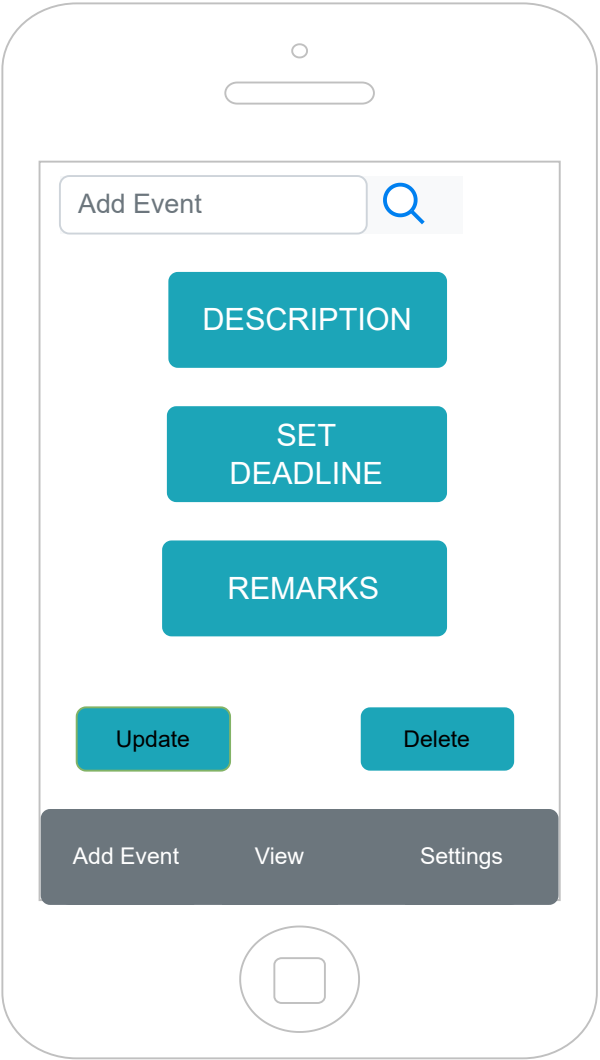 Add Event
DESCRIPTION
SET
DEADLINE
REMARKS
Update Delete
Add Event View Settings